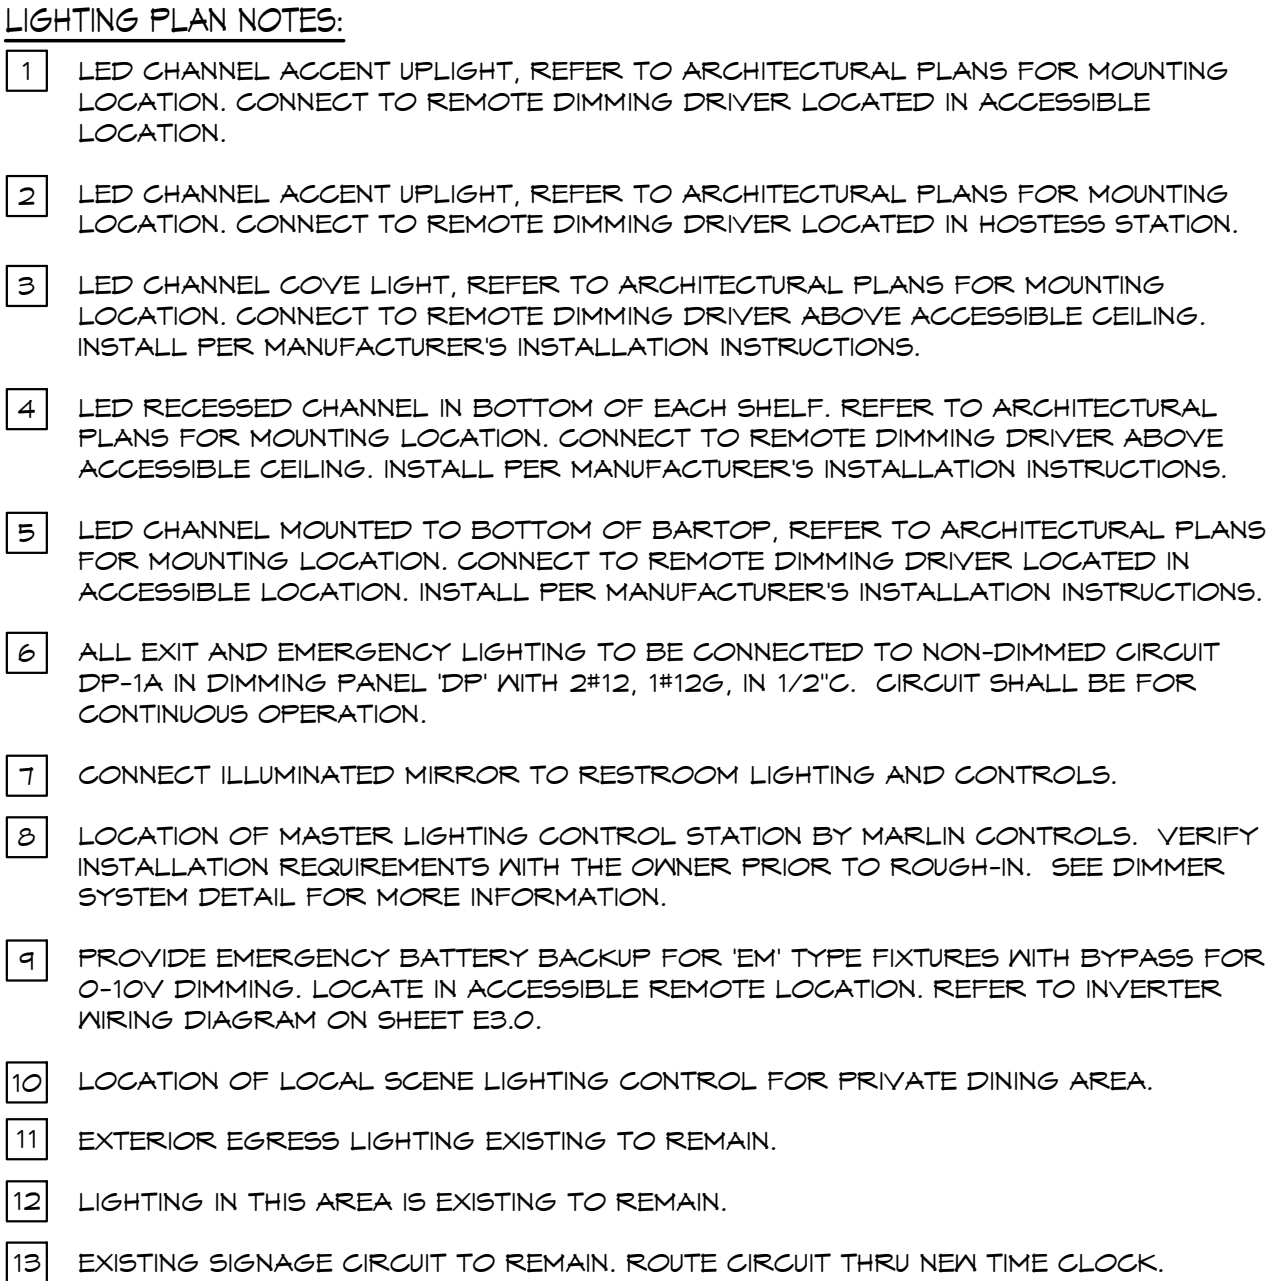 LIGHTING PLAN NOTES:
1 LED CHANNEL ACCENT UPLIGHT, REFER TO ARCHITECTURAL PLANS FOR MOUNTING
LOCATION. CONNECT TO REMOTE DIMMING DRIVER LOCATED IN ACCESSIBLE
LOCATION.
2 LED CHANNEL ACCENT UPLIGHT, REFER TO ARCHITECTURAL PLANS FOR MOUNTING
LOCATION. CONNECT TO REMOTE DIMMING DRIVER LOCATED IN HOSTESS STATION.
3 LED CHANNEL COVE LIGHT, REFER TO ARCHITECTURAL PLANS FOR MOUNTING
LOCATION. CONNECT TO REMOTE DIMMING DRIVER ABOVE ACCESSIBLE CEILING.
INSTALL PER MANUFACTURER'S INSTALLATION INSTRUCTIONS.
4 LED RECESSED CHANNEL IN BOTTOM OF EACH SHELF. REFER TO ARCHITECTURAL
PLANS FOR MOUNTING LOCATION. CONNECT TO REMOTE DIMMING DRIVER ABOVE
ACCESSIBLE CEILING. INSTALL PER MANUFACTURER'S INSTALLATION INSTRUCTIONS.
5 LED CHANNEL MOUNTED TO BOTTOM OF BARTOP, REFER TO ARCHITECTURAL PLANS
FOR MOUNTING LOCATION. CONNECT TO REMOTE DIMMING DRIVER LOCATED IN
ACCESSIBLE LOCATION. INSTALL PER MANUFACTURER'S INSTALLATION INSTRUCTIONS.
6 ALL EXIT AND EMERGENCY LIGHTING TO BE CONNECTED TO NON-DIMMED CIRCUIT
DP-1A IN DIMMING PANEL 'DP' WITH 2#12, 1#12G, IN 1/2"C. CIRCUIT SHALL BE FOR
CONTINUOUS OPERATION.
7 CONNECT ILLUMINATED MIRROR TO RESTROOM LIGHTING AND CONTROLS.
8 LOCATION OF MASTER LIGHTING CONTROL STATION BY MARLIN CONTROLS. VERIFY
INSTALLATION REQUIREMENTS WITH THE OWNER PRIOR TO ROUGH-IN. SEE DIMMER
SYSTEM DETAIL FOR MORE INFORMATION.
9 PROVIDE EMERGENCY BATTERY BACKUP FOR 'EM' TYPE FIXTURES WITH BYPASS FOR
0-10V DIMMING. LOCATE IN ACCESSIBLE REMOTE LOCATION. REFER TO INVERTER
WIRING DIAGRAM ON SHEET E3.0.
10 LOCATION OF LOCAL SCENE LIGHTING CONTROL FOR PRIVATE DINING AREA.
11 EXTERIOR EGRESS LIGHTING EXISTING TO REMAIN.
12 LIGHTING IN THIS AREA IS EXISTING TO REMAIN.
13 EXISTING SIGNAGE CIRCUIT TO REMAIN. ROUTE CIRCUIT THRU NEW TIME CLOCK.